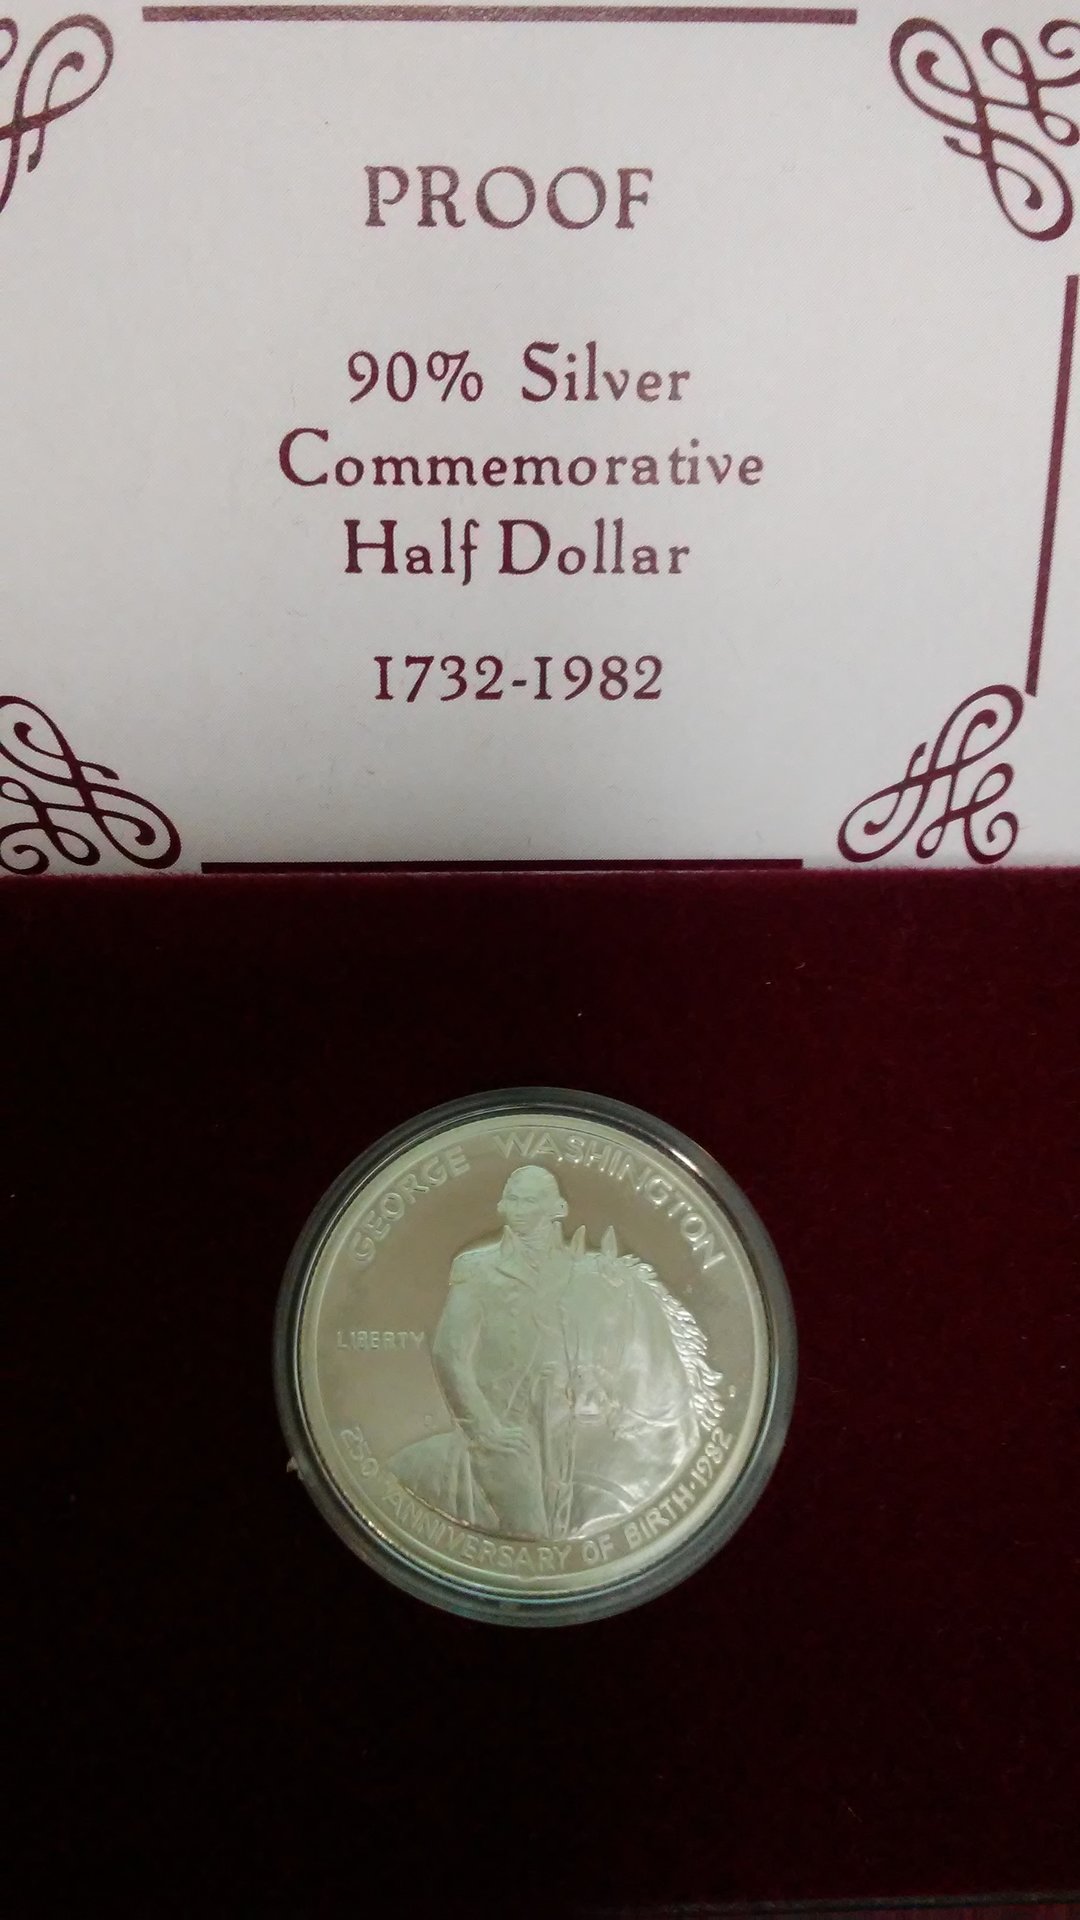 PROOF
90% Silver
Commemorative
Half Dollar
1732-1982
GEORGE WASHINGTON
LIBERTY
250TH ANNIVERSARY OF BIRTH·1982